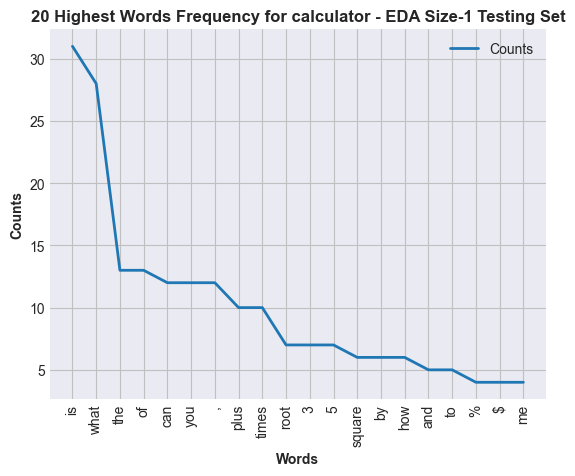 20 Highest Words Frequency for calculator - EDA Size-1 Testing Set
Counts
30
25
20
15
10
5
Counts
is
what
the
of
can
you
,
plus
times
root
3
5
square
by
how
and
to
%
$
me
Words